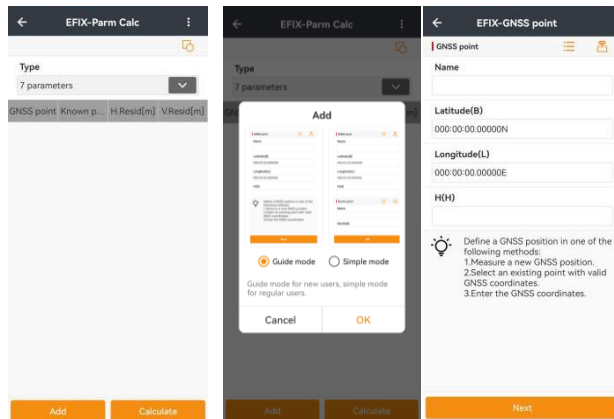 EFIX-Parm Calc
Type
7 parameters
GNSS point Known p... H.Resid[m] V.Resid[m]
Add
Calculate
EFIX-Parm Calc
Type
7 parameters
Add
Guide mode
Simple mode
Guide mode for new users, simple mode
for regular users.
Cancel
OK
Add
Calculate
EFIX-GNSS point
GNSS point
Name
Latitude(B)
000:00:00.00000N
Longitude(L)
000:00:00.00000E
H(H)
Define a GNSS position in one of the
following methods:
1.Measure a new GNSS position.
2.Select an existing point with valid
GNSS coordinates.
3.Enter the GNSS coordinates.
Next